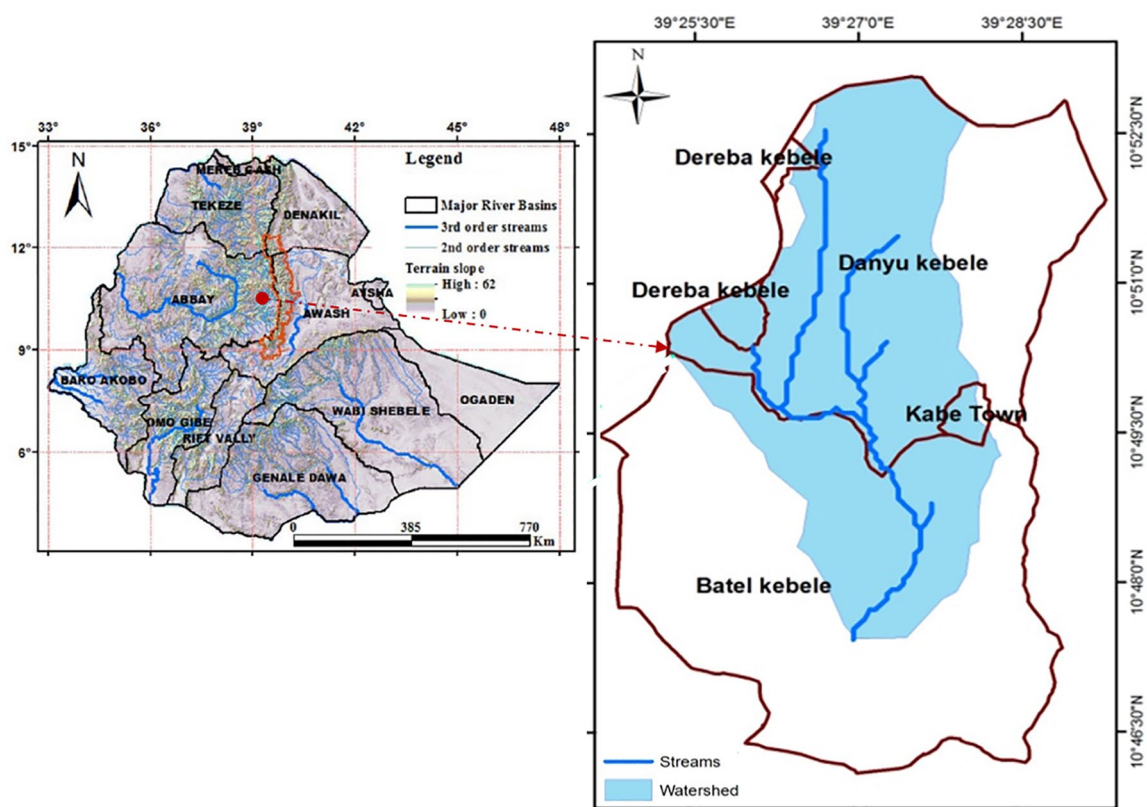 33°
36°
39°
42°
45°
48°
15°
12°
9°
6°
N
Legend
Major River Basins
3rd order streams
2nd order streams
Terrain slope
High : 62
Low : 0
MEREB GASH
TEKEZE
DENAKIL
ABBAY
AYSHA
AWASH
BAKO AKOBO
OMO GIBE
RIFT VALLY
WABI SHEBELE
OGADEN
GENALE DAWA
0 385 770
Km
39°25'30"E
39°27'0"E
39°28'30"E
N
10°52'30"N
10°51'0"N
10°49'30"N
10°48'0"N
10°46'30"N
Dereba kebele
Danyu kebele
Dereba kebele
Kabe Town
Batel kebele
Streams
Watershed